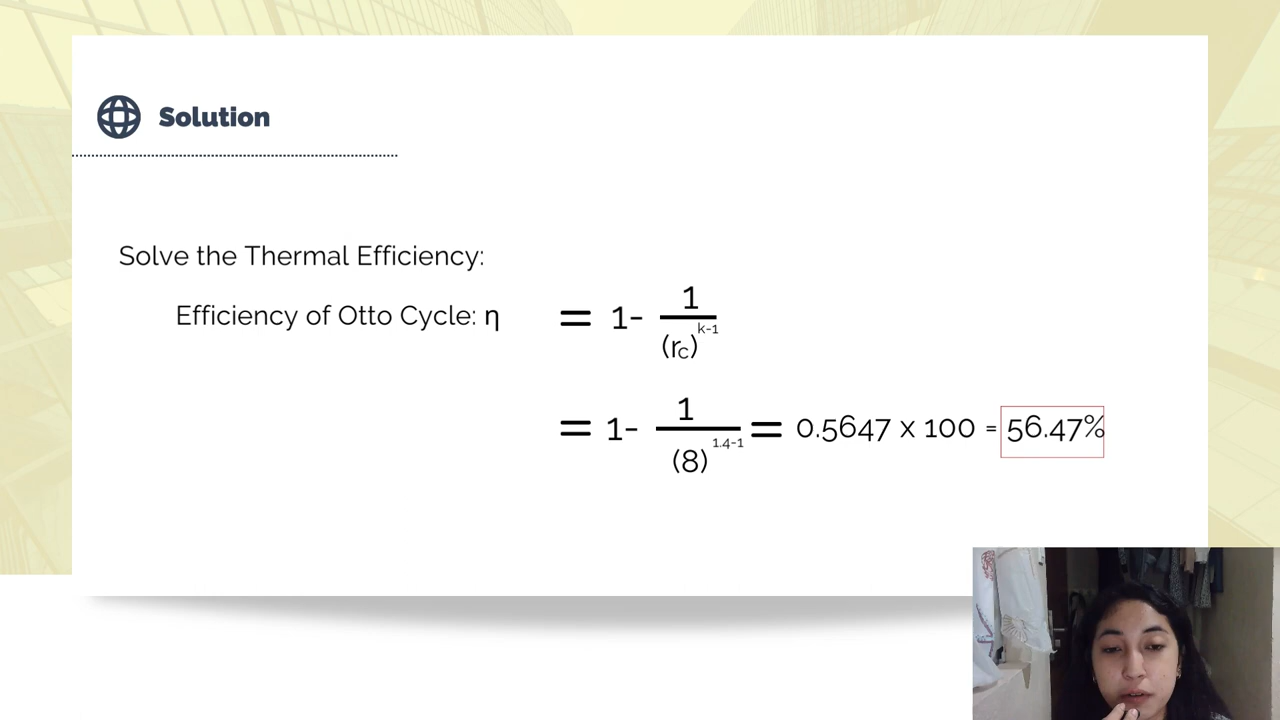 Solution
Solve the Thermal Efficiency:
Efficiency of Otto Cycle: η = 1- 1/(rc)^k-1
= 1- 1/(8)^1.4-1 = 0.5647 x 100 = 56.47%